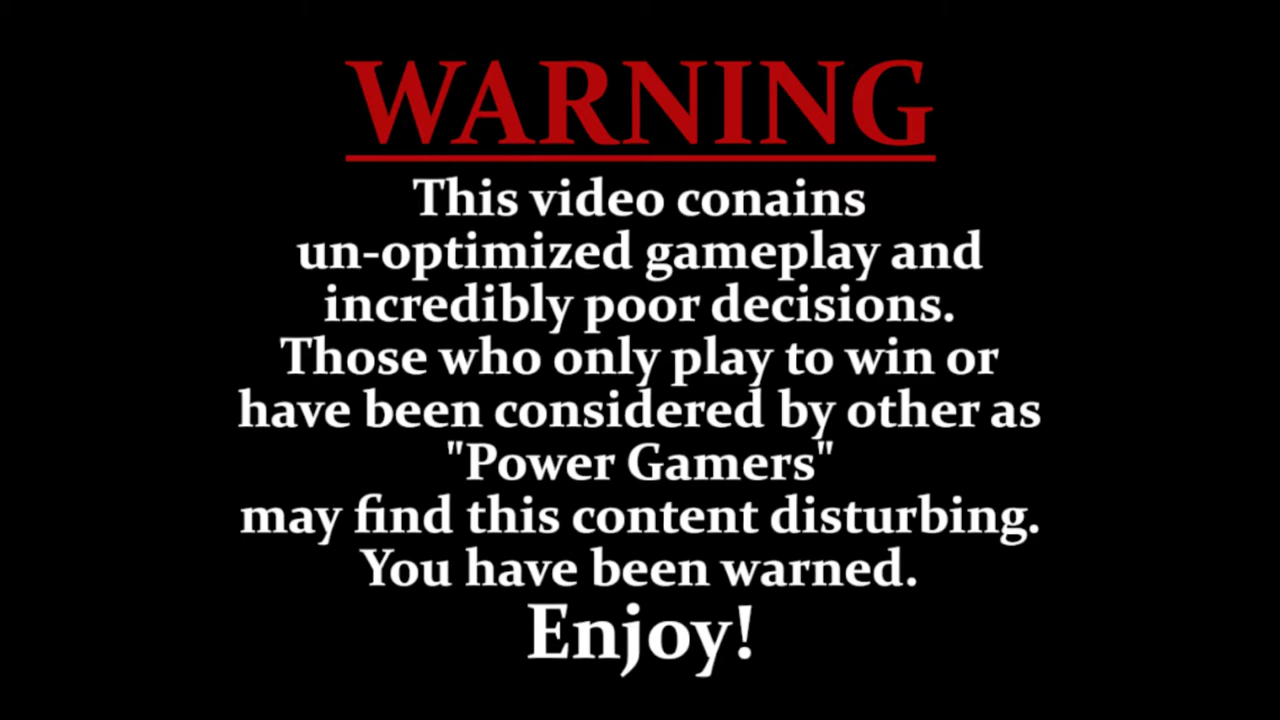 WARNING
This video conains
un-optimized gameplay and
incredibly poor decisions.
Those who only play to win or
have been considered by other as
"Power Gamers"
may find this content disturbing.
You have been warned.
Enjoy!